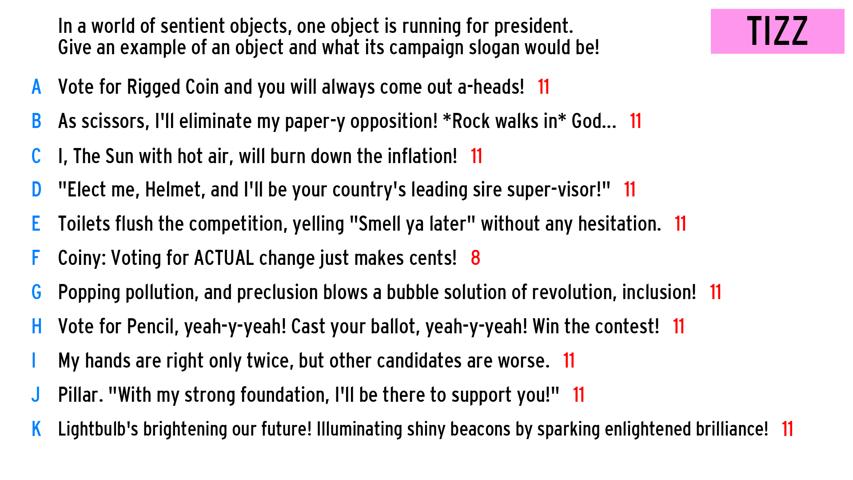 In a world of sentient objects, one object is running for president.
Give an example of an object and what its campaign slogan would be!
TIZZ
A Vote for Rigged Coin and you will always come out a-heads! 11
B As scissors, I'll eliminate my paper-y opposition! *Rock walks in* God... 11
C I, The Sun with hot air, will burn down the inflation! 11
D "Elect me, Helmet, and I'll be your country's leading sire super-visor!" 11
E Toilets flush the competition, yelling "Smell ya later" without any hesitation. 11
F Coiny: Voting for ACTUAL change just makes cents! 8
G Popping pollution, and preclusion blows a bubble solution of revolution, inclusion! 11
H Vote for Pencil, yeah-y-yeah! Cast your ballot, yeah-y-yeah! Win the contest! 11
I My hands are right only twice, but other candidates are worse. 11
J Pillar. "With my strong foundation, I'll be there to support you!" 11
K Lightbulb's brightening our future! Illuminating shiny beacons by sparking enlightened brilliance! 11